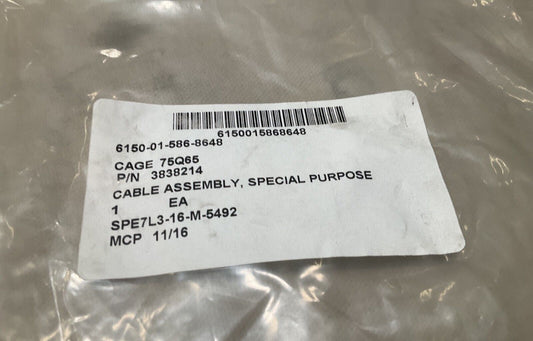 6150015868648
6150-01-586-8648
CAGE 75Q65
P/N 3838214
CABLE ASSEMBLY, SPECIAL PURPOSE
1 EA
SPE7L3-16-M-5492
MCP 11/16